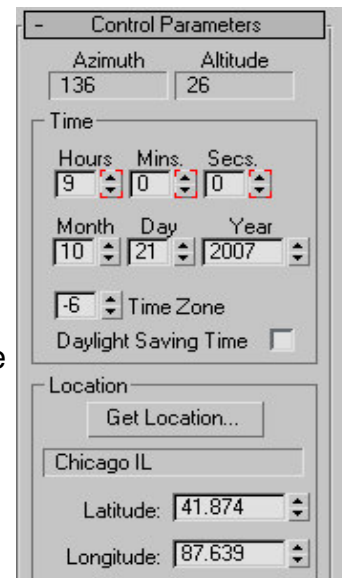 - Control Parameters
Azimuth Altitude
136 26
Time
Hours Mins. Secs.
9 0 0
Month Day Year
10 21 2007
-6 Time Zone
Daylight Saving Time
e
Location
Get Location...
Chicago IL
Latitude: 41.874
Longitude: 87.639